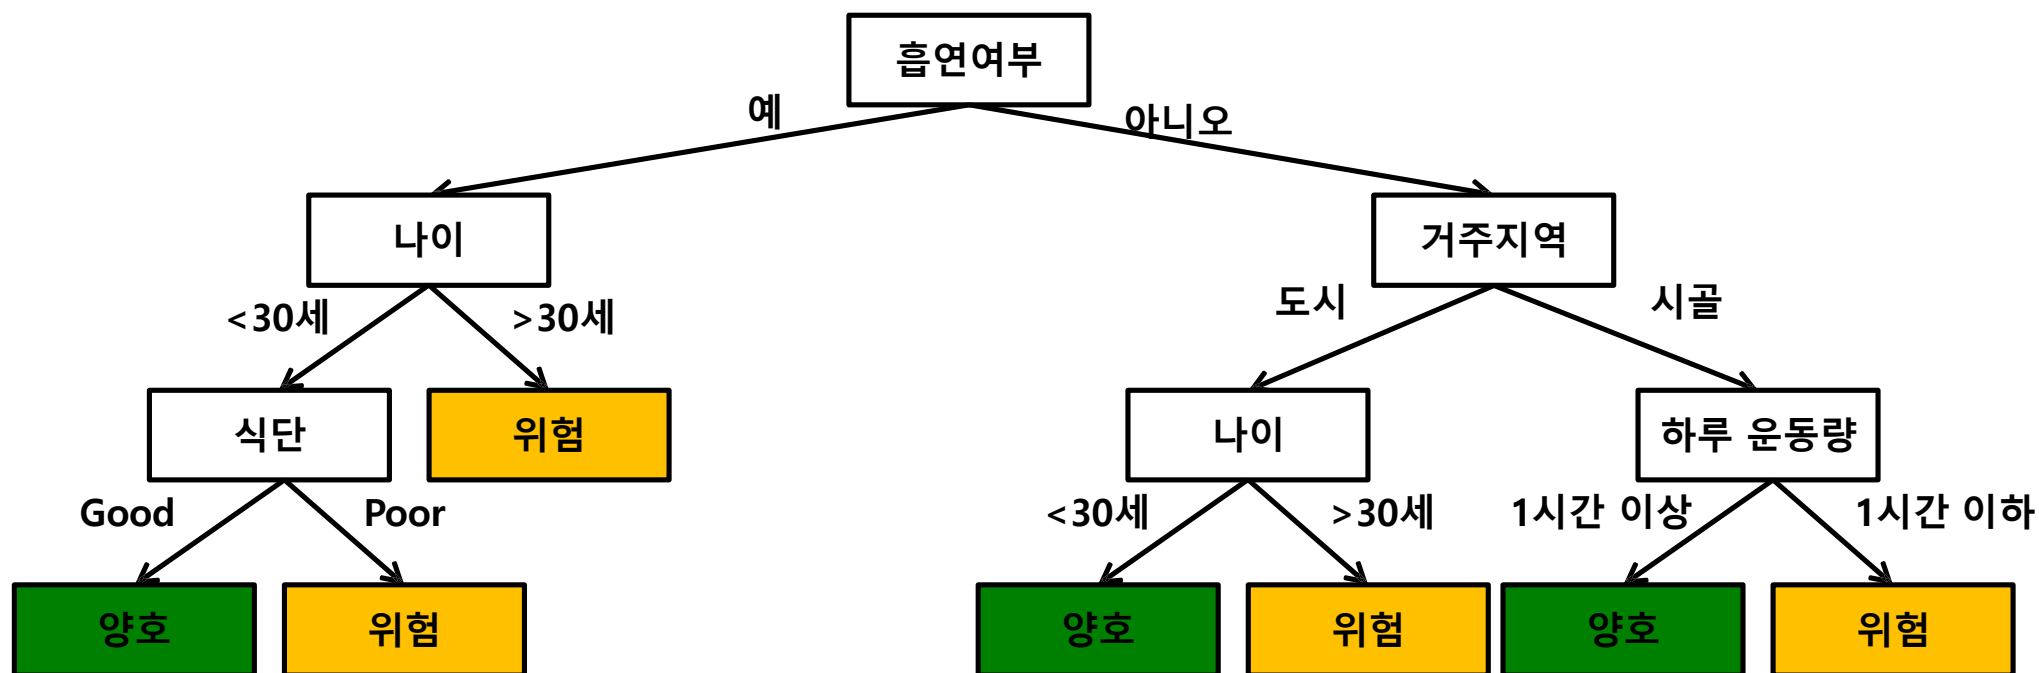 흡연여부
예
아니오
나이
거주지역
<30세
>30세
도시
시골
식단
위험
나이
하루 운동량
Good
Poor
<30세
>30세
1시간 이상
1시간 이하
양호
위험
양호
위험
양호
위험